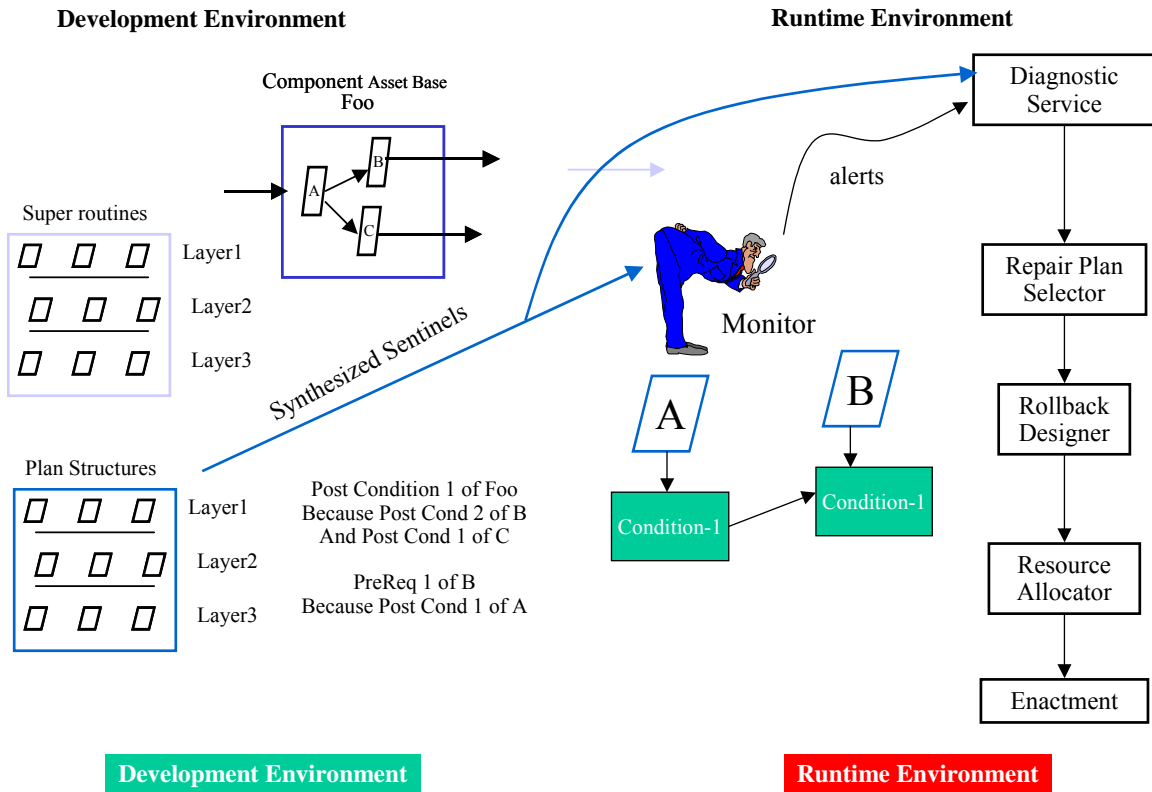 Development Environment
Runtime Environment
Component Asset Base
Foo
A
B
C
Super routines
Layer1
Layer2
Layer3
Synthesized Sentinels
Plan Structures
Layer1
Layer2
Layer3
Post Condition 1 of Foo
Because Post Cond 2 of B
And Post Cond 1 of C
PreReq 1 of B
Because Post Cond 1 of A
alerts
Monitor
A
B
Condition-1
Condition-1
Diagnostic
Service
Repair Plan
Selector
Rollback
Designer
Resource
Allocator
Enactment
Development Environment
Runtime Environment